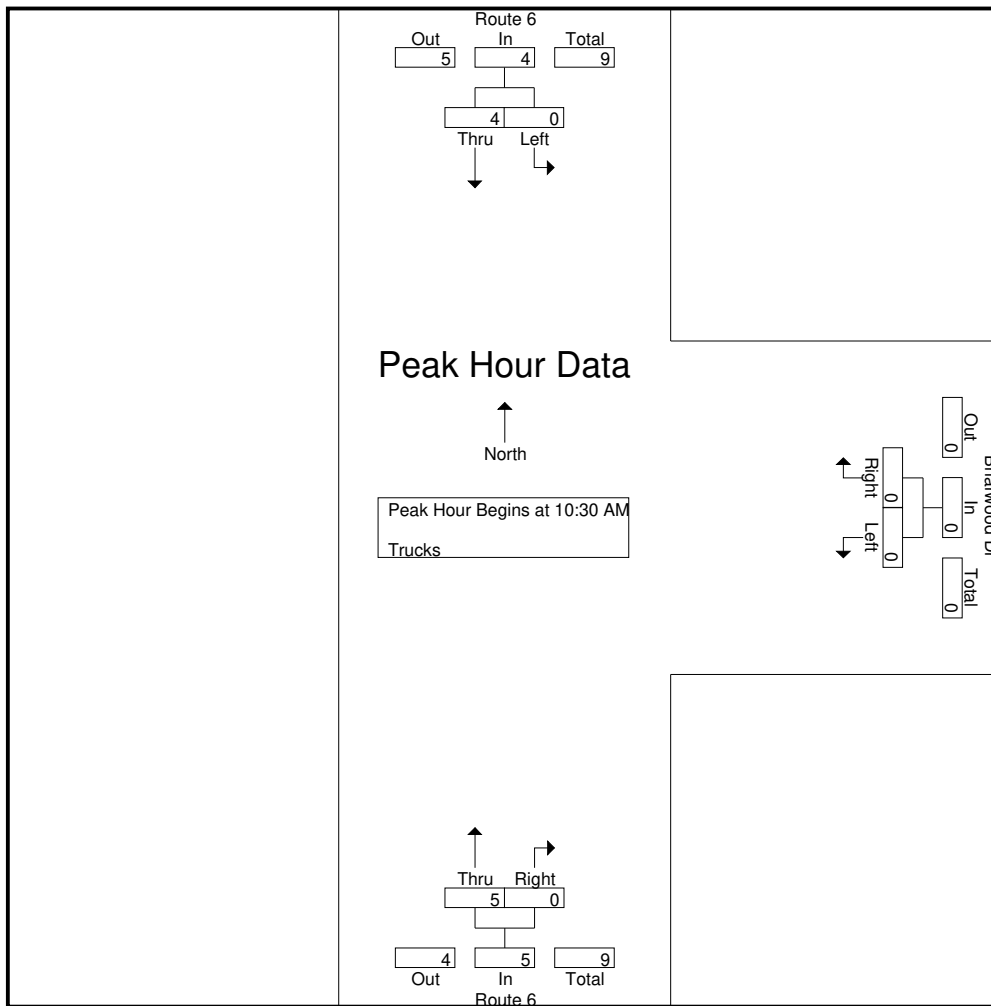 Route 6
Out In Total
5 4 9
4 0
Thru Left
Peak Hour Data
North
Peak Hour Begins at 10:30 AM
Trucks
Right Left
0 0
Out In Total
0 0 0
Thru Right
5 0
4 5 9
Out In Total
Route 6